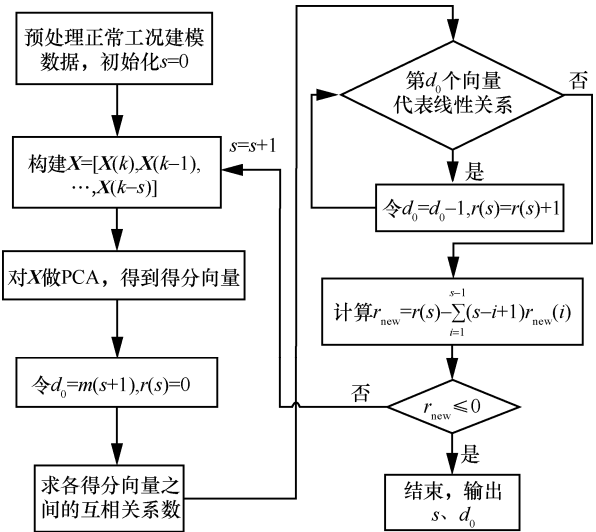 预处理正常工况建模
数据，初始化s=0
s=s+1
构建X=[X(k),X(k−1),
…,X(k−s)]
对X做PCA，得到得分向量
令d₀=m(s+1),r(s)=0
求各得分向量之
间的互相关系数
第d₀个向量
代表线性关系
否
是
令d₀=d₀−1,r(s)=r(s)+1
计算r_new=r(s)−∑_{i=1}^{s−1}(s−i+1)r_new(i)
否
r_new≤0
是
结束，输出
s、d₀